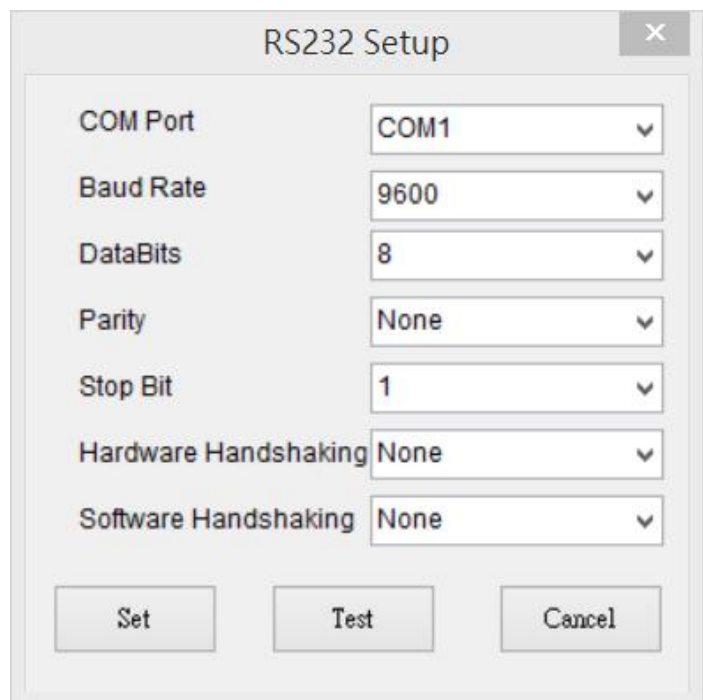 RS232 Setup
COM Port COM1
Baud Rate 9600
DataBits 8
Parity None
Stop Bit 1
Hardware Handshaking None
Software Handshaking None
Set Test Cancel